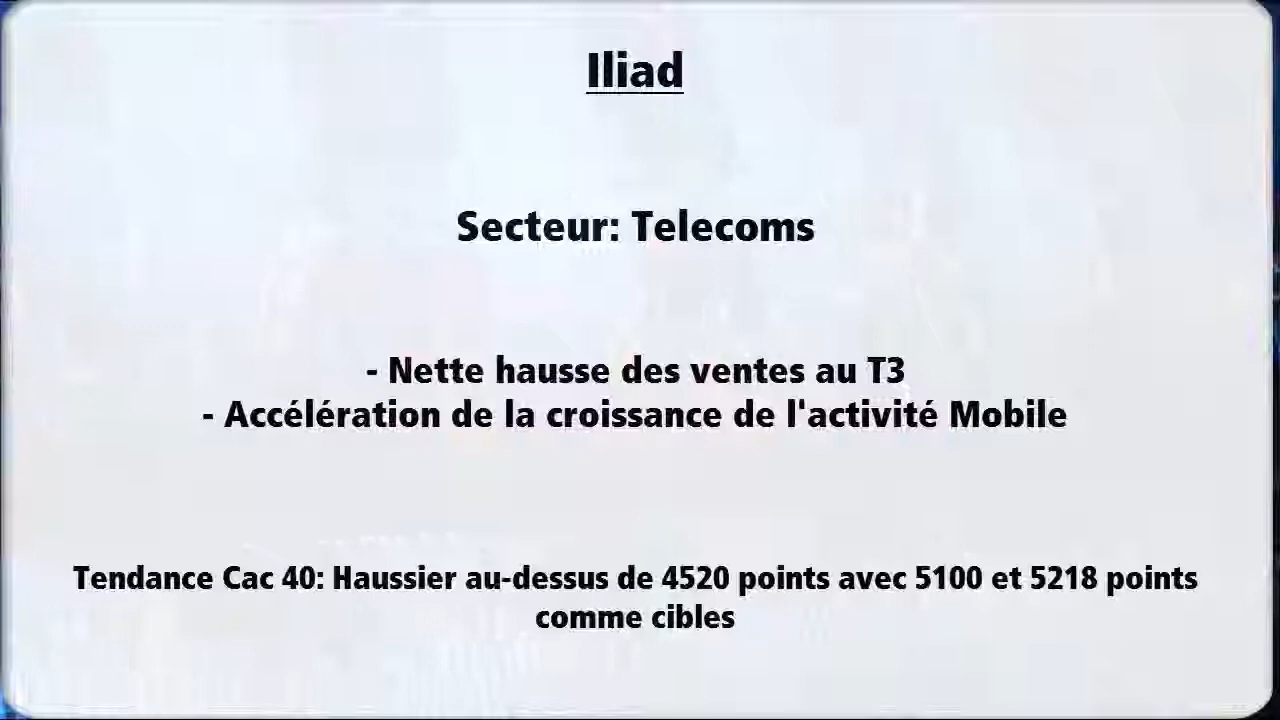 Iliad
Secteur: Telecoms
- Nette hausse des ventes au T3
- Accélération de la croissance de l'activité Mobile
Tendance Cac 40: Haussier au-dessus de 4520 points avec 5100 et 5218 points
comme cibles